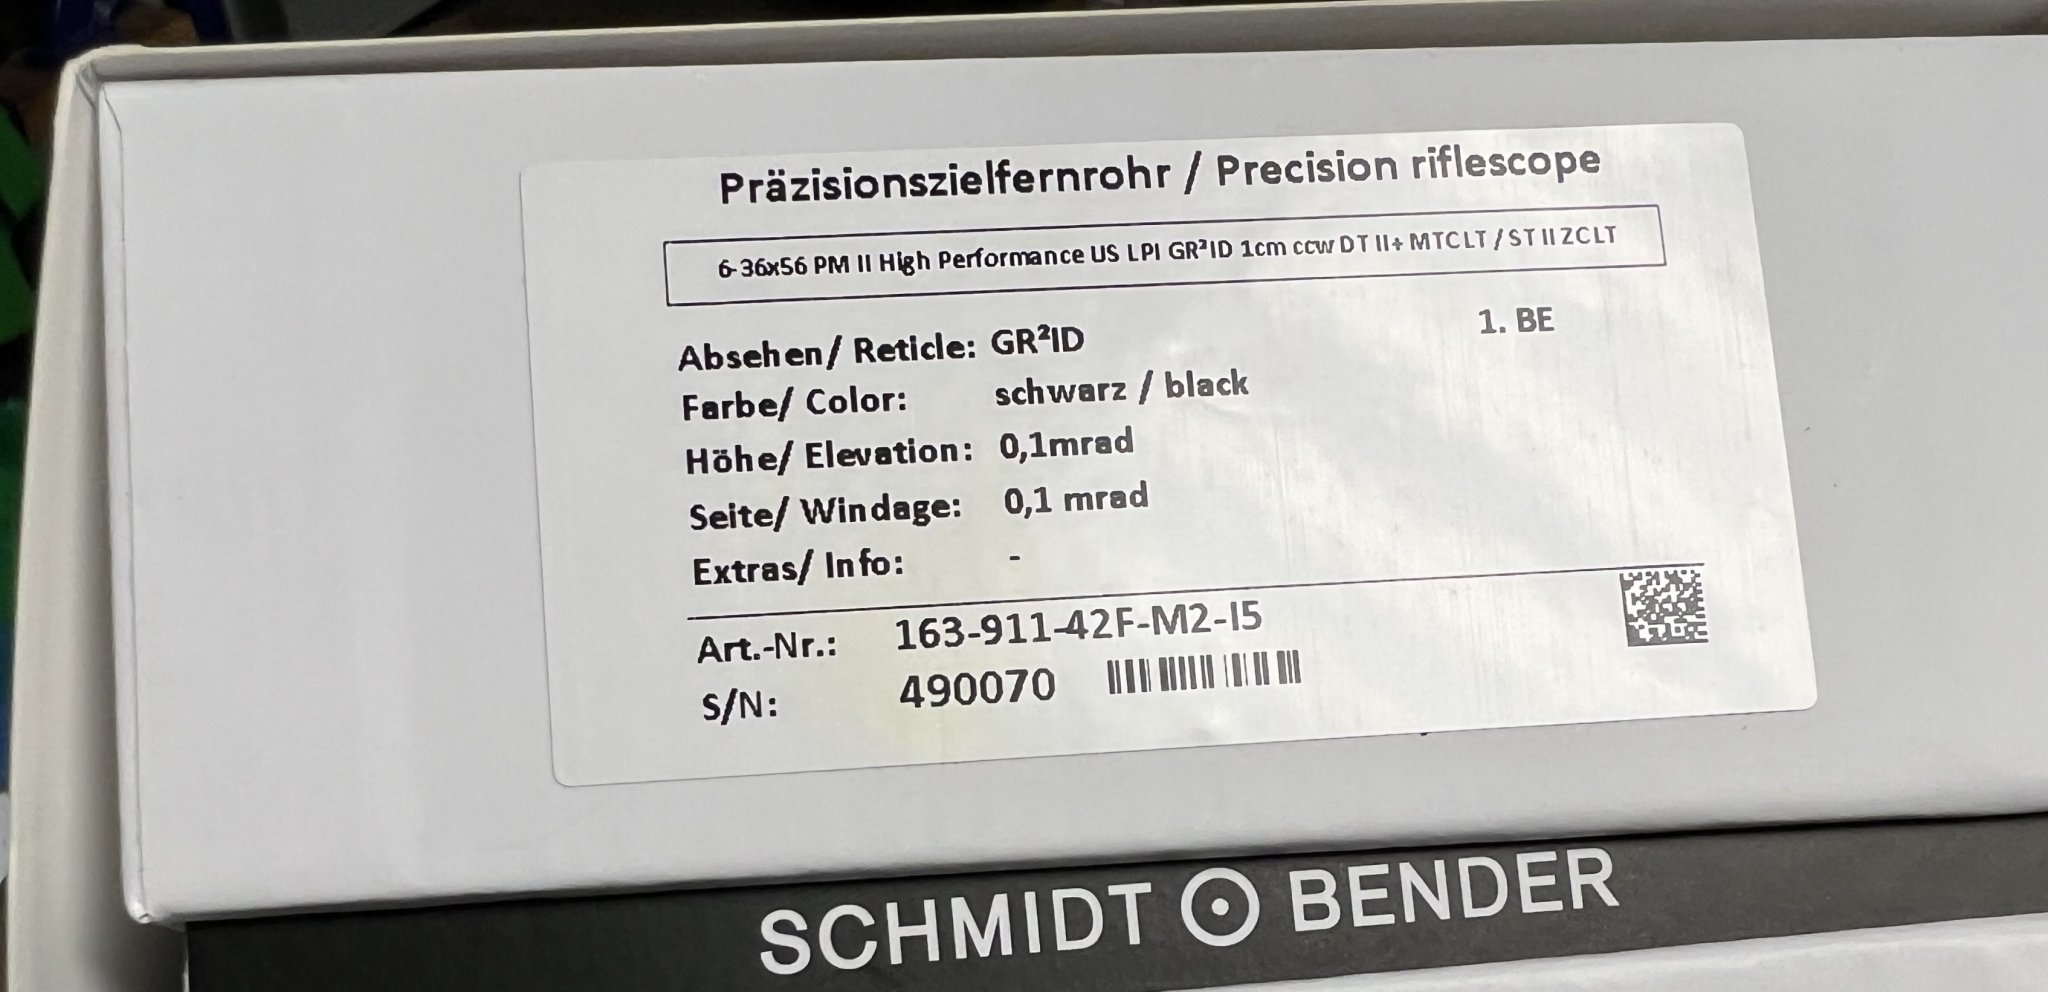 Präzisionszielfernrohr / Precision riflescope
6-36x56 PM II High Performance US LPI GR²ID 1cm ccw DT II+ MTC LT / ST II ZC LT
Absehen/ Reticle: GR²ID 1. BE
Farbe/ Color: schwarz / black
Höhe/ Elevation: 0,1mrad
Seite/ Windage: 0,1 mrad
Extras/ Info: -
Art.-Nr.: 163-911-42F-M2-I5
S/N: 490070
SCHMIDT BENDER